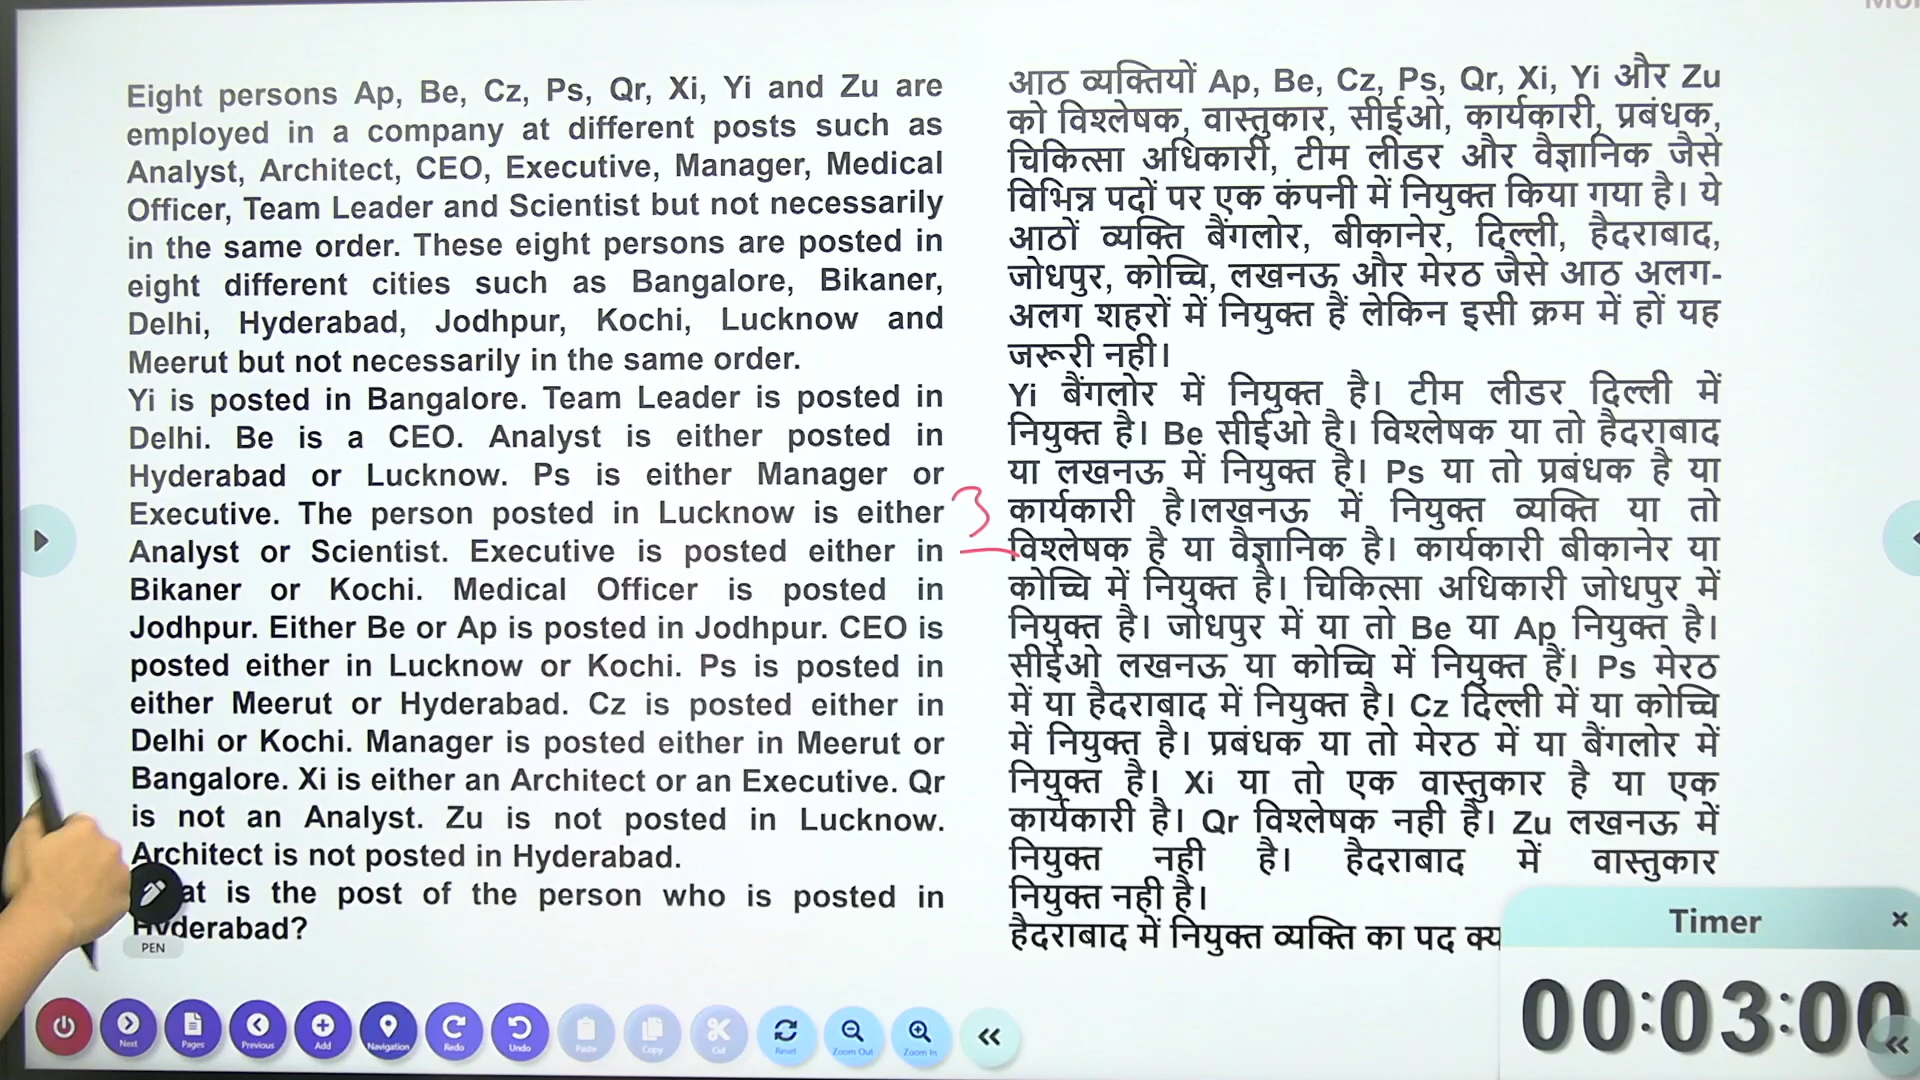 Eight persons Ap, Be, Cz, Ps, Qr, Xi, Yi and Zu are
employed in a company at different posts such as
Analyst, Architect, CEO, Executive, Manager, Medical
Officer, Team Leader and Scientist but not necessarily
in the same order. These eight persons are posted in
eight different cities such as Bangalore, Bikaner,
Delhi, Hyderabad, Jodhpur, Kochi, Lucknow and
Meerut but not necessarily in the same order.
Yi is posted in Bangalore. Team Leader is posted in
Delhi. Be is a CEO. Analyst is either posted in
Hyderabad or Lucknow. Ps is either Manager or
Executive. The person posted in Lucknow is either
Analyst or Scientist. Executive is posted either in
Bikaner or Kochi. Medical Officer is posted in
Jodhpur. Either Be or Ap is posted in Jodhpur. CEO is
posted either in Lucknow or Kochi. Ps is posted in
either Meerut or Hyderabad. Cz is posted either in
Delhi or Kochi. Manager is posted either in Meerut or
Bangalore. Xi is either an Architect or an Executive. Qr
is not an Analyst. Zu is not posted in Lucknow.
Architect is not posted in Hyderabad.
at is the post of the person who is posted in
Hyderabad?
3
आठ व्यक्तियों Ap, Be, Cz, Ps, Qr, Xi, Yi और Zu
को विश्लेषक, वास्तुकार, सीईओ, कार्यकारी, प्रबंधक,
चिकित्सा अधिकारी, टीम लीडर और वैज्ञानिक जैसे
विभिन्न पदों पर एक कंपनी में नियुक्त किया गया है। ये
आठों व्यक्ति बैंगलोर, बीकानेर, दिल्ली, हैदराबाद,
जोधपुर, कोच्चि, लखनऊ और मेरठ जैसे आठ अलग-
अलग शहरों में नियुक्त हैं लेकिन इसी क्रम में हों यह
जरूरी नही।
Yi बैंगलोर में नियुक्त है। टीम लीडर दिल्ली में
नियुक्त है। Be सीईओ है। विश्लेषक या तो हैदराबाद
या लखनऊ में नियुक्त है। Ps या तो प्रबंधक है या
कार्यकारी है।लखनऊ में नियुक्त व्यक्ति या तो
विश्लेषक है या वैज्ञानिक है। कार्यकारी बीकानेर या
कोच्चि में नियुक्त है। चिकित्सा अधिकारी जोधपुर में
नियुक्त है। जोधपुर में या तो Be या Ap नियुक्त है।
सीईओ लखनऊ या कोच्चि में नियुक्त हैं। Ps मेरठ
में या हैदराबाद में नियुक्त है। Cz दिल्ली में या कोच्चि
में नियुक्त है। प्रबंधक या तो मेरठ में या बैंगलोर में
नियुक्त है। Xi या तो एक वास्तुकार है या एक
कार्यकारी है। Qr विश्लेषक नही है। Zu लखनऊ में
नियुक्त नही है। हैदराबाद में वास्तुकार
नियुक्त नही है।
हैदराबाद में नियुक्त व्यक्ति का पद क्य
PEN
Timer
00:03:00
Next
Pages
Previous
Add
Navigation
Redo
Undo
Paste
Copy
Cut
Reset
Zoom Out
Zoom In